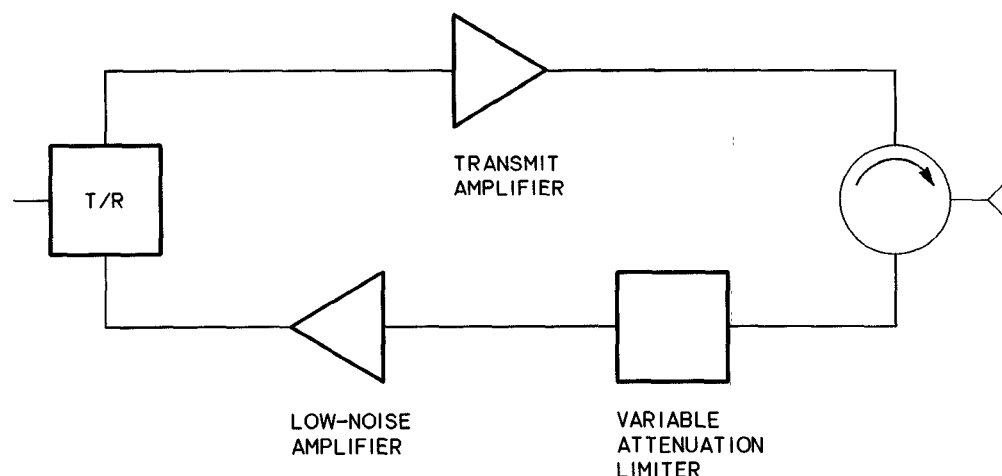 TRANSMIT
AMPLIFIER
T/R
LOW-NOISE
AMPLIFIER
VARIABLE
ATTENUATION
LIMITER